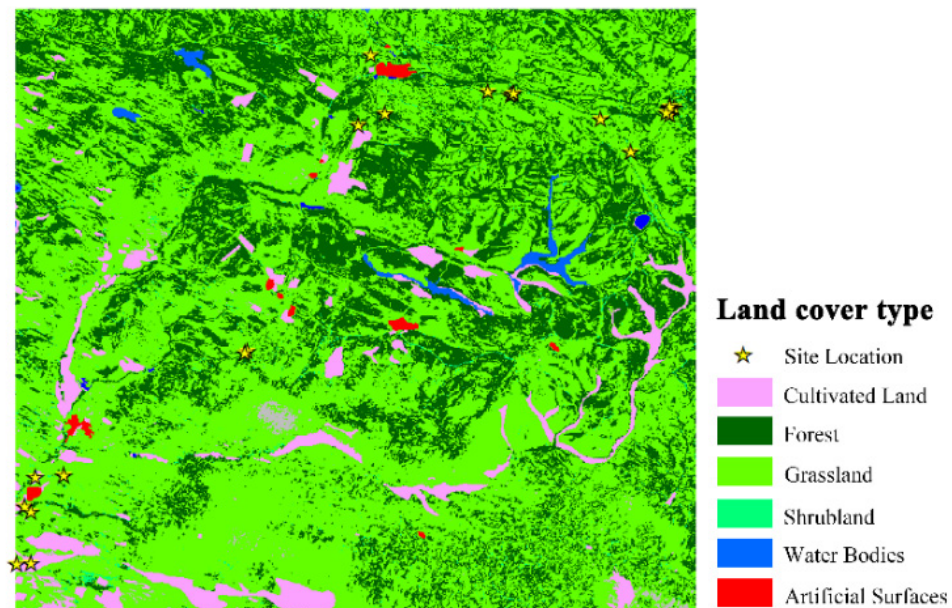 Land cover type
Site Location
Cultivated Land
Forest
Grassland
Shrubland
Water Bodies
Artificial Surfaces